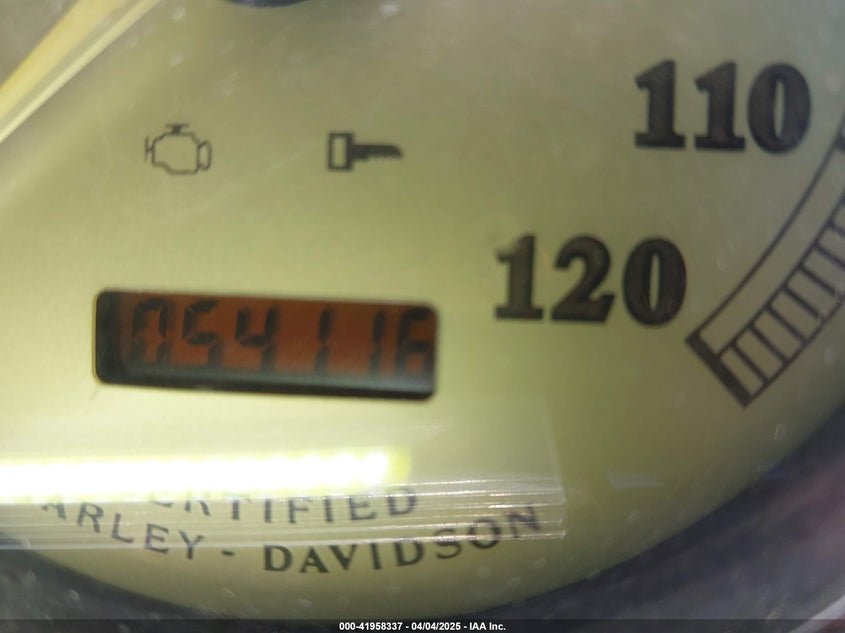 110
120
054116
CERTIFIED
HARLEY - DAVIDSON
000-41958337 - 04/04/2025 - IAA Inc.